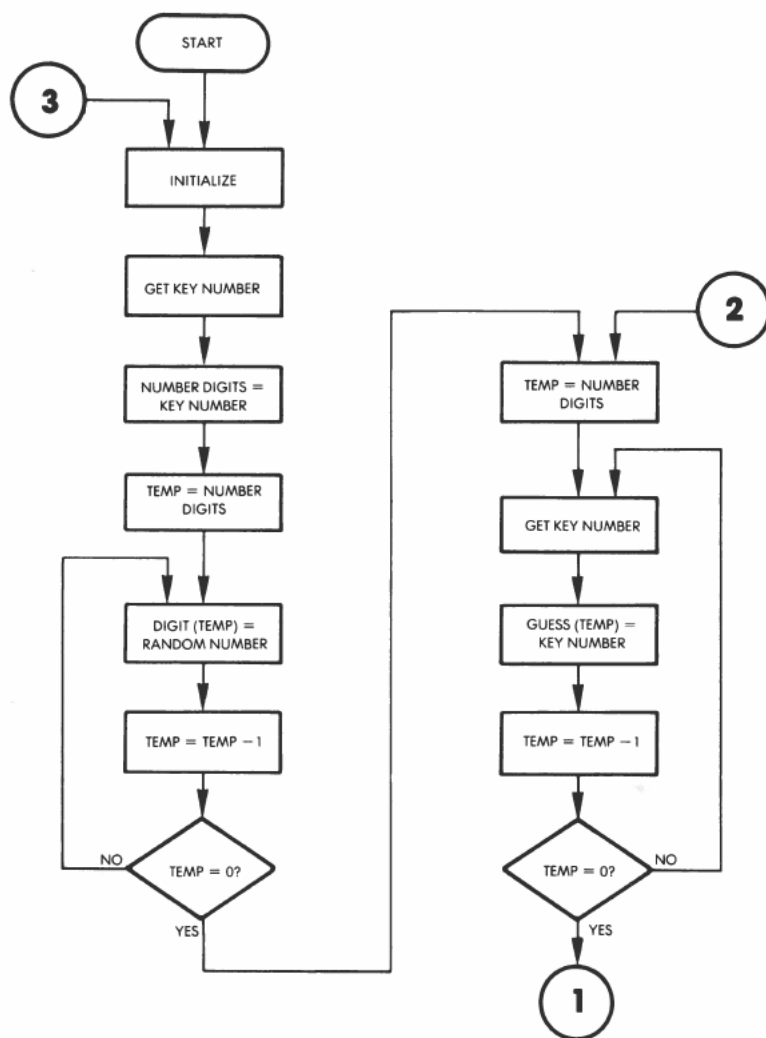 START
3
INITIALIZE
GET KEY NUMBER
NUMBER DIGITS =
KEY NUMBER
TEMP = NUMBER
DIGITS
DIGIT (TEMP) =
RANDOM NUMBER
TEMP = TEMP − 1
TEMP = 0?
NO
YES
2
TEMP = NUMBER
DIGITS
GET KEY NUMBER
GUESS (TEMP) =
KEY NUMBER
TEMP = TEMP − 1
TEMP = 0?
NO
YES
1